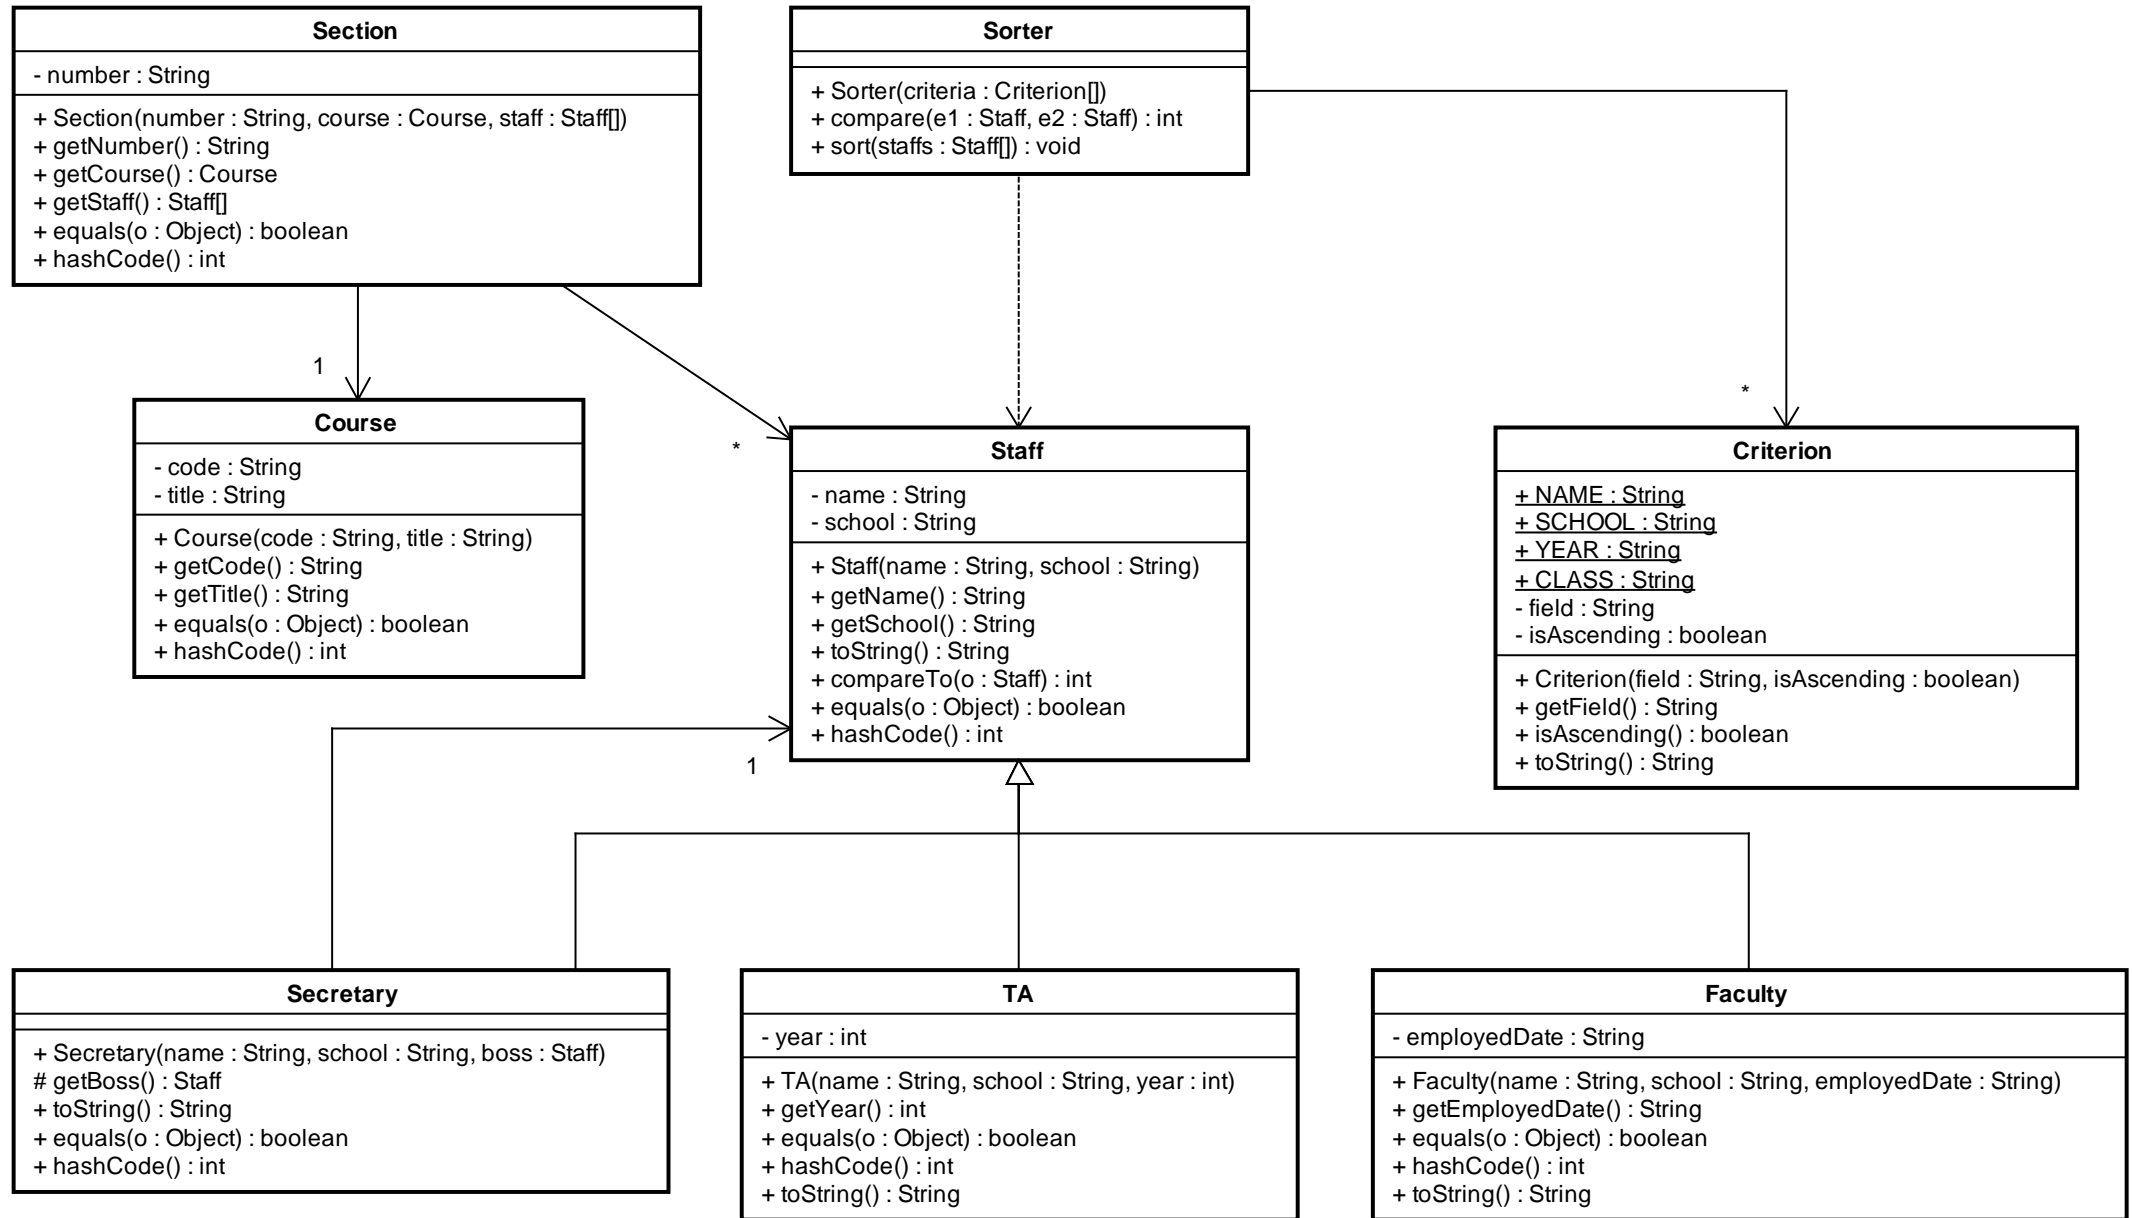 Section
- number : String
+ Section(number : String, course : Course, staff : Staff[])
+ getNumber() : String
+ getCourse() : Course
+ getStaff() : Staff[]
+ equals(o : Object) : boolean
+ hashCode() : int
Sorter
+ Sorter(criteria : Criterion[])
+ compare(e1 : Staff, e2 : Staff) : int
+ sort(staffs : Staff[]) : void
1
*
*
Course
- code : String
- title : String
+ Course(code : String, title : String)
+ getCode() : String
+ getTitle() : String
+ equals(o : Object) : boolean
+ hashCode() : int
Staff
- name : String
- school : String
+ Staff(name : String, school : String)
+ getName() : String
+ getSchool() : String
+ toString() : String
+ compareTo(o : Staff) : int
+ equals(o : Object) : boolean
+ hashCode() : int
Criterion
+ NAME : String
+ SCHOOL : String
+ YEAR : String
+ CLASS : String
- field : String
- isAscending : boolean
+ Criterion(field : String, isAscending : boolean)
+ getField() : String
+ isAscending() : boolean
+ toString() : String
1
Secretary
+ Secretary(name : String, school : String, boss : Staff)
# getBoss() : Staff
+ toString() : String
+ equals(o : Object) : boolean
+ hashCode() : int
TA
- year : int
+ TA(name : String, school : String, year : int)
+ getYear() : int
+ equals(o : Object) : boolean
+ hashCode() : int
+ toString() : String
Faculty
- employedDate : String
+ Faculty(name : String, school : String, employedDate : String)
+ getEmployedDate() : String
+ equals(o : Object) : boolean
+ hashCode() : int
+ toString() : String